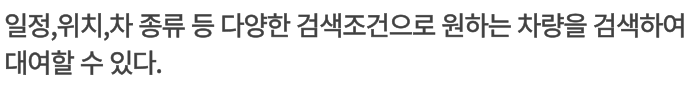 일정,위치,차 종류 등 다양한 검색조건으로 원하는 차량을 검색하여
대여할 수 있다.